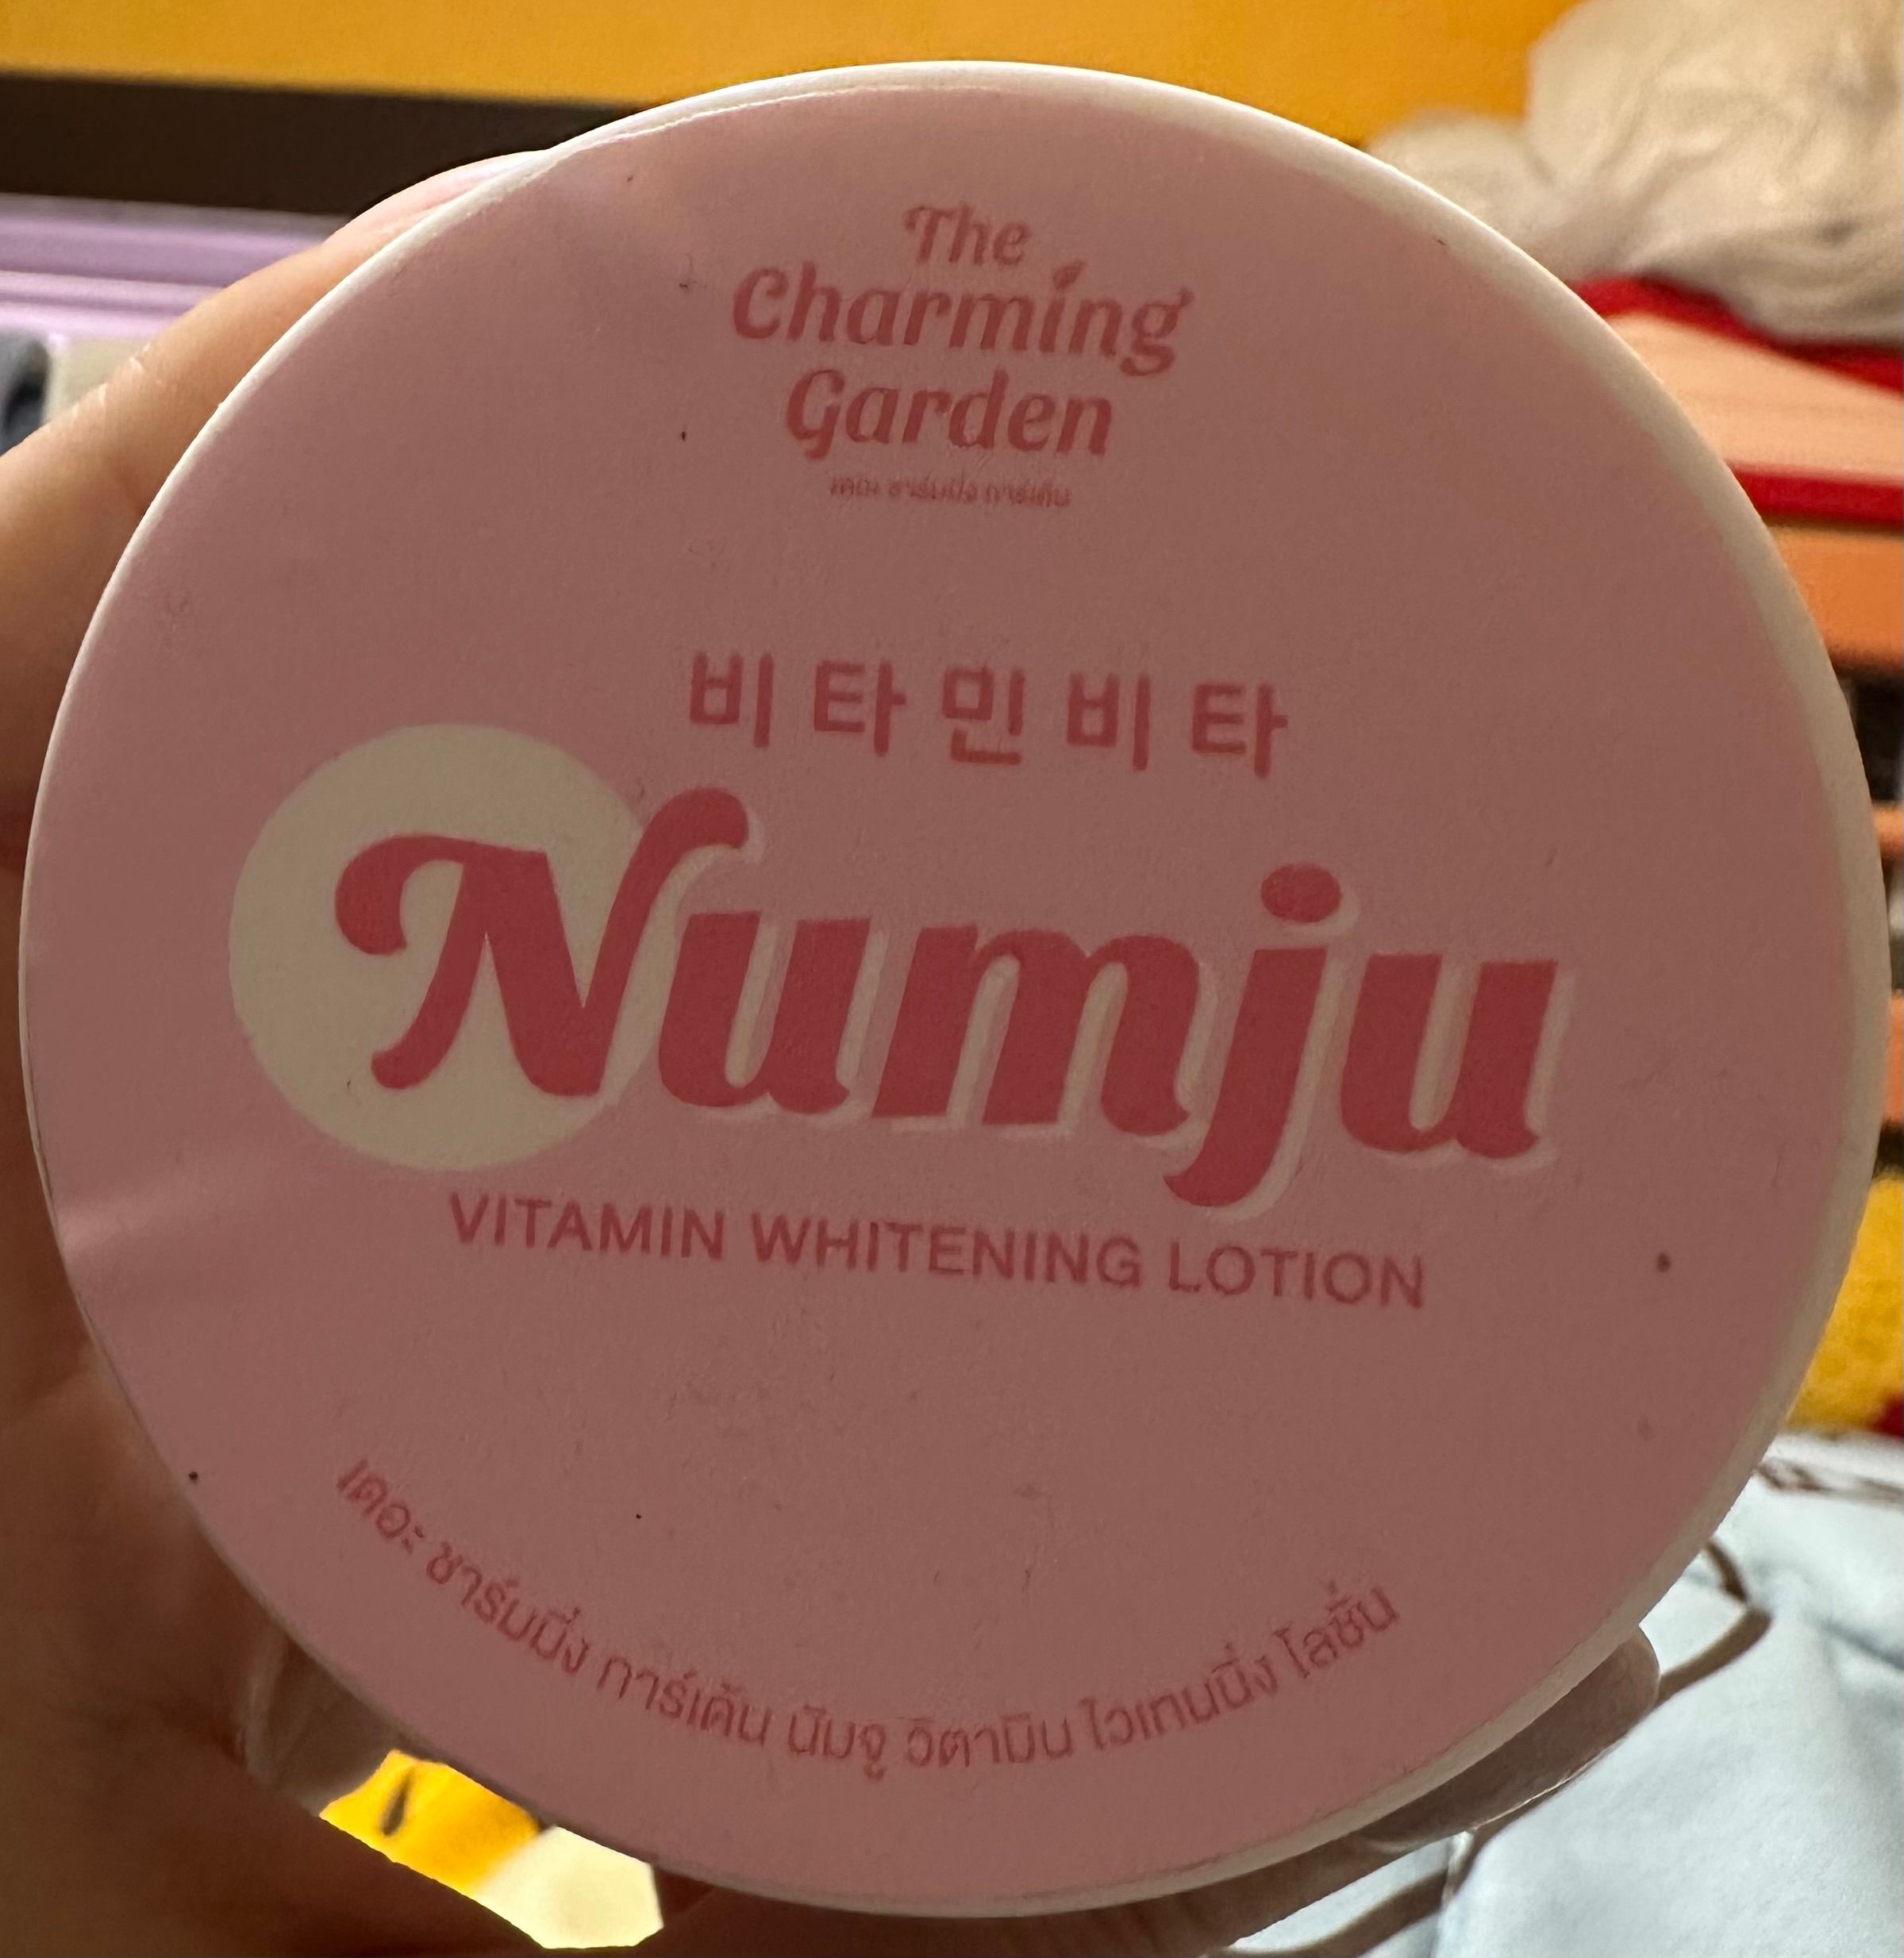 The
Charming
Garden
เดอะ ชาร์มมิ่ง การ์เด้น
비타민비타
Numju
VITAMIN WHITENING LOTION
เดอะ ชาร์มมิ่ง การ์เด้น นัมจู วิตามิน ไวเทนนิ่ง โลชั่น